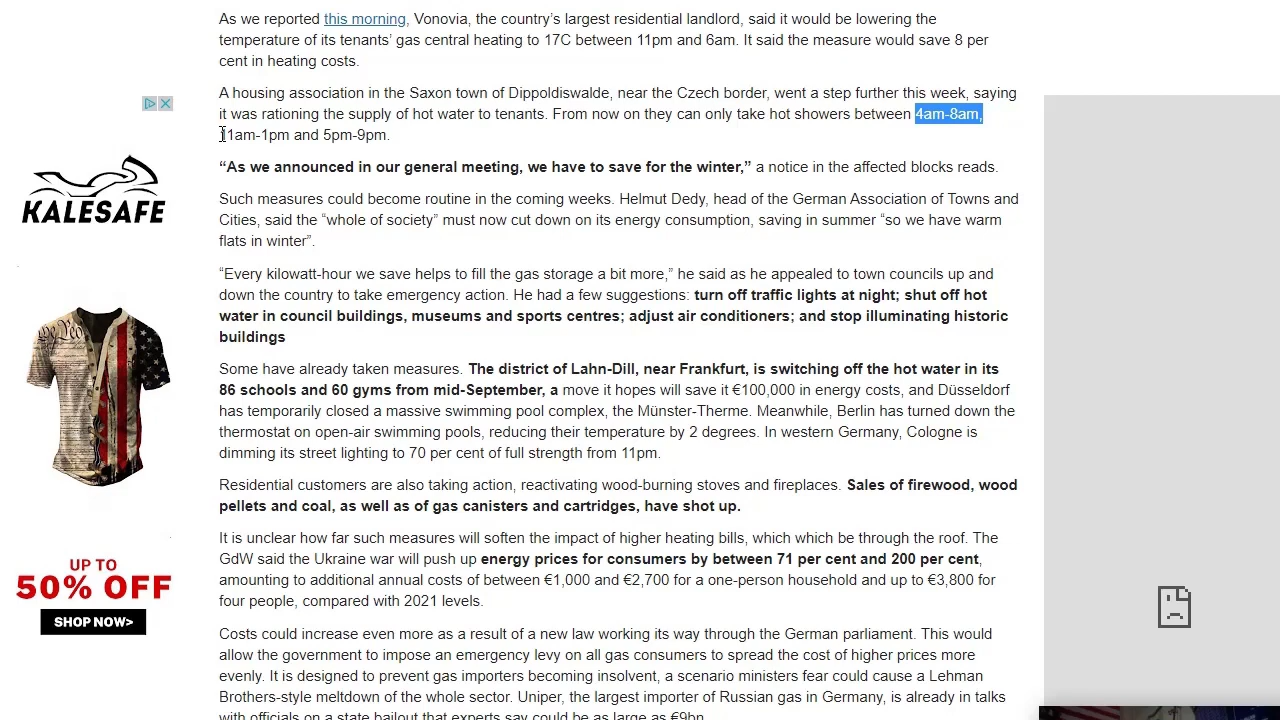 As we reported this morning, Vonovia, the country’s largest residential landlord, said it would be lowering the
temperature of its tenants’ gas central heating to 17C between 11pm and 6am. It said the measure would save 8 per
cent in heating costs.
A housing association in the Saxon town of Dippoldiswalde, near the Czech border, went a step further this week, saying
it was rationing the supply of hot water to tenants. From now on they can only take hot showers between 4am-8am,
11am-1pm and 5pm-9pm.
“As we announced in our general meeting, we have to save for the winter,” a notice in the affected blocks reads.
Such measures could become routine in the coming weeks. Helmut Dedy, head of the German Association of Towns and
Cities, said the “whole of society” must now cut down on its energy consumption, saving in summer “so we have warm
flats in winter”.
“Every kilowatt-hour we save helps to fill the gas storage a bit more,” he said as he appealed to town councils up and
down the country to take emergency action. He had a few suggestions: turn off traffic lights at night; shut off hot
water in council buildings, museums and sports centres; adjust air conditioners; and stop illuminating historic
buildings
Some have already taken measures. The district of Lahn-Dill, near Frankfurt, is switching off the hot water in its
86 schools and 60 gyms from mid-September, a move it hopes will save it €100,000 in energy costs, and Düsseldorf
has temporarily closed a massive swimming pool complex, the Münster-Therme. Meanwhile, Berlin has turned down the
thermostat on open-air swimming pools, reducing their temperature by 2 degrees. In western Germany, Cologne is
dimming its street lighting to 70 per cent of full strength from 11pm.
Residential customers are also taking action, reactivating wood-burning stoves and fireplaces. Sales of firewood, wood
pellets and coal, as well as of gas canisters and cartridges, have shot up.
It is unclear how far such measures will soften the impact of higher heating bills, which which be through the roof. The
GdW said the Ukraine war will push up energy prices for consumers by between 71 per cent and 200 per cent,
amounting to additional annual costs of between €1,000 and €2,700 for a one-person household and up to €3,800 for
four people, compared with 2021 levels.
Costs could increase even more as a result of a new law working its way through the German parliament. This would
allow the government to impose an emergency levy on all gas consumers to spread the cost of higher prices more
evenly. It is designed to prevent gas importers becoming insolvent, a scenario ministers fear could cause a Lehman
Brothers-style meltdown of the whole sector. Uniper, the largest importer of Russian gas in Germany, is already in talks
with officials on a state bailout that experts say could be as large as €9bn.
KALESAFE
We the Peo
UP TO
50% OFF
SHOP NOW>